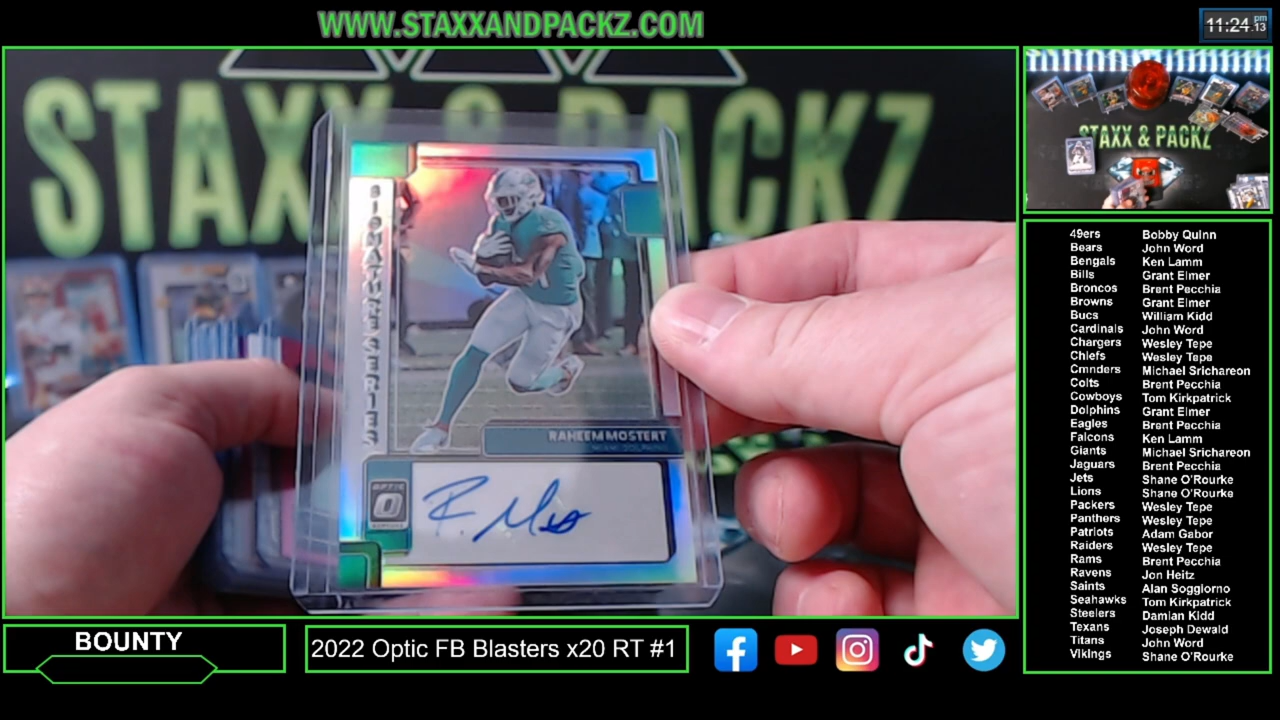 WWW.STAXXANDPACKZ.COM
11:24 pm
.13
STAXX & PACKZ
SIGNATURE SERIES
RAHEEM MOSTERT
MIAMI DOLPHINS
OPTIC
R. Mos
STAXX & PACKZ
49ers Bobby Quinn
Bears John Word
Bengals Ken Lamm
Bills Grant Elmer
Broncos Brent Pecchia
Browns Grant Elmer
Bucs William Kidd
Cardinals John Word
Chargers Wesley Tepe
Chiefs Wesley Tepe
Cmnders Michael Srichareon
Colts Brent Pecchia
Cowboys Tom Kirkpatrick
Dolphins Grant Elmer
Eagles Brent Pecchia
Falcons Ken Lamm
Giants Michael Srichareon
Jaguars Brent Pecchia
Jets Shane O'Rourke
Lions Shane O'Rourke
Packers Wesley Tepe
Panthers Wesley Tepe
Patriots Adam Gabor
Raiders Wesley Tepe
Rams Brent Pecchia
Ravens Jon Heitz
Saints Alan Soggiorno
Seahawks Tom Kirkpatrick
Steelers Damian Kidd
Texans Joseph Dewald
Titans John Word
Vikings Shane O'Rourke
BOUNTY
2022 Optic FB Blasters x20 RT #1